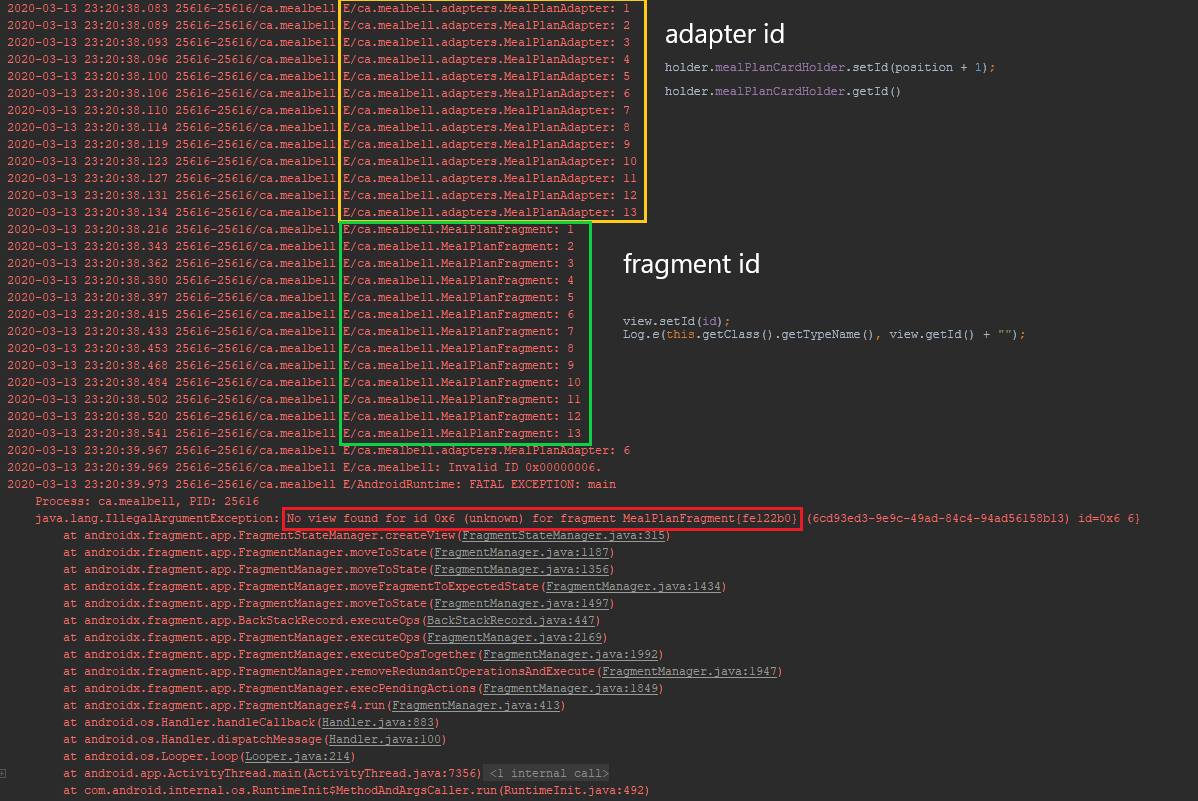 2020-03-13 23:20:38.083 25616-25616/ca.mealbell E/ca.mealbell.adapters.MealPlanAdapter: 1
2020-03-13 23:20:38.089 25616-25616/ca.mealbell E/ca.mealbell.adapters.MealPlanAdapter: 2
2020-03-13 23:20:38.093 25616-25616/ca.mealbell E/ca.mealbell.adapters.MealPlanAdapter: 3
2020-03-13 23:20:38.096 25616-25616/ca.mealbell E/ca.mealbell.adapters.MealPlanAdapter: 4
2020-03-13 23:20:38.100 25616-25616/ca.mealbell E/ca.mealbell.adapters.MealPlanAdapter: 5
2020-03-13 23:20:38.106 25616-25616/ca.mealbell E/ca.mealbell.adapters.MealPlanAdapter: 6
2020-03-13 23:20:38.110 25616-25616/ca.mealbell E/ca.mealbell.adapters.MealPlanAdapter: 7
2020-03-13 23:20:38.114 25616-25616/ca.mealbell E/ca.mealbell.adapters.MealPlanAdapter: 8
2020-03-13 23:20:38.119 25616-25616/ca.mealbell E/ca.mealbell.adapters.MealPlanAdapter: 9
2020-03-13 23:20:38.123 25616-25616/ca.mealbell E/ca.mealbell.adapters.MealPlanAdapter: 10
2020-03-13 23:20:38.127 25616-25616/ca.mealbell E/ca.mealbell.adapters.MealPlanAdapter: 11
2020-03-13 23:20:38.131 25616-25616/ca.mealbell E/ca.mealbell.adapters.MealPlanAdapter: 12
2020-03-13 23:20:38.134 25616-25616/ca.mealbell E/ca.mealbell.adapters.MealPlanAdapter: 13
adapter id
holder.mealPlanCardHolder.setId(position + 1);
holder.mealPlanCardHolder.getId()
2020-03-13 23:20:38.216 25616-25616/ca.mealbell E/ca.mealbell.MealPlanFragment: 1
2020-03-13 23:20:38.343 25616-25616/ca.mealbell E/ca.mealbell.MealPlanFragment: 2
2020-03-13 23:20:38.362 25616-25616/ca.mealbell E/ca.mealbell.MealPlanFragment: 3
2020-03-13 23:20:38.380 25616-25616/ca.mealbell E/ca.mealbell.MealPlanFragment: 4
2020-03-13 23:20:38.397 25616-25616/ca.mealbell E/ca.mealbell.MealPlanFragment: 5
2020-03-13 23:20:38.415 25616-25616/ca.mealbell E/ca.mealbell.MealPlanFragment: 6
2020-03-13 23:20:38.433 25616-25616/ca.mealbell E/ca.mealbell.MealPlanFragment: 7
2020-03-13 23:20:38.453 25616-25616/ca.mealbell E/ca.mealbell.MealPlanFragment: 8
2020-03-13 23:20:38.468 25616-25616/ca.mealbell E/ca.mealbell.MealPlanFragment: 9
2020-03-13 23:20:38.484 25616-25616/ca.mealbell E/ca.mealbell.MealPlanFragment: 10
2020-03-13 23:20:38.502 25616-25616/ca.mealbell E/ca.mealbell.MealPlanFragment: 11
2020-03-13 23:20:38.520 25616-25616/ca.mealbell E/ca.mealbell.MealPlanFragment: 12
2020-03-13 23:20:38.541 25616-25616/ca.mealbell E/ca.mealbell.MealPlanFragment: 13
fragment id
view.setId(id);
Log.e(this.getClass().getTypeName(), view.getId() + "");
2020-03-13 23:20:39.967 25616-25616/ca.mealbell E/ca.mealbell.adapters.MealPlanAdapter: 6
2020-03-13 23:20:39.969 25616-25616/ca.mealbell E/ca.mealbell: Invalid ID 0x00000006.
2020-03-13 23:20:39.973 25616-25616/ca.mealbell E/AndroidRuntime: FATAL EXCEPTION: main
Process: ca.mealbell, PID: 25616
java.lang.IllegalArgumentException: No view found for id 0x6 (unknown) for fragment MealPlanFragment{fe122b0} (6cd93ed3-9e9c-49ad-84c4-94ad56158b13) id=0x6 6}
at androidx.fragment.app.FragmentStateManager.createView(FragmentStateManager.java:315)
at androidx.fragment.app.FragmentManager.moveToState(FragmentManager.java:1187)
at androidx.fragment.app.FragmentManager.moveToState(FragmentManager.java:1356)
at androidx.fragment.app.FragmentManager.moveFragmentToExpectedState(FragmentManager.java:1434)
at androidx.fragment.app.FragmentManager.moveToState(FragmentManager.java:1497)
at androidx.fragment.app.BackStackRecord.executeOps(BackStackRecord.java:447)
at androidx.fragment.app.FragmentManager.executeOps(FragmentManager.java:2169)
at androidx.fragment.app.FragmentManager.executeOpsTogether(FragmentManager.java:1992)
at androidx.fragment.app.FragmentManager.removeRedundantOperationsAndExecute(FragmentManager.java:1947)
at androidx.fragment.app.FragmentManager.execPendingActions(FragmentManager.java:1849)
at androidx.fragment.app.FragmentManager$4.run(FragmentManager.java:413)
at android.os.Handler.handleCallback(Handler.java:883)
at android.os.Handler.dispatchMessage(Handler.java:100)
at android.os.Looper.loop(Looper.java:214)
at android.app.ActivityThread.main(ActivityThread.java:7356) <1 internal call>
at com.android.internal.os.RuntimeInit$MethodAndArgsCaller.run(RuntimeInit.java:492)